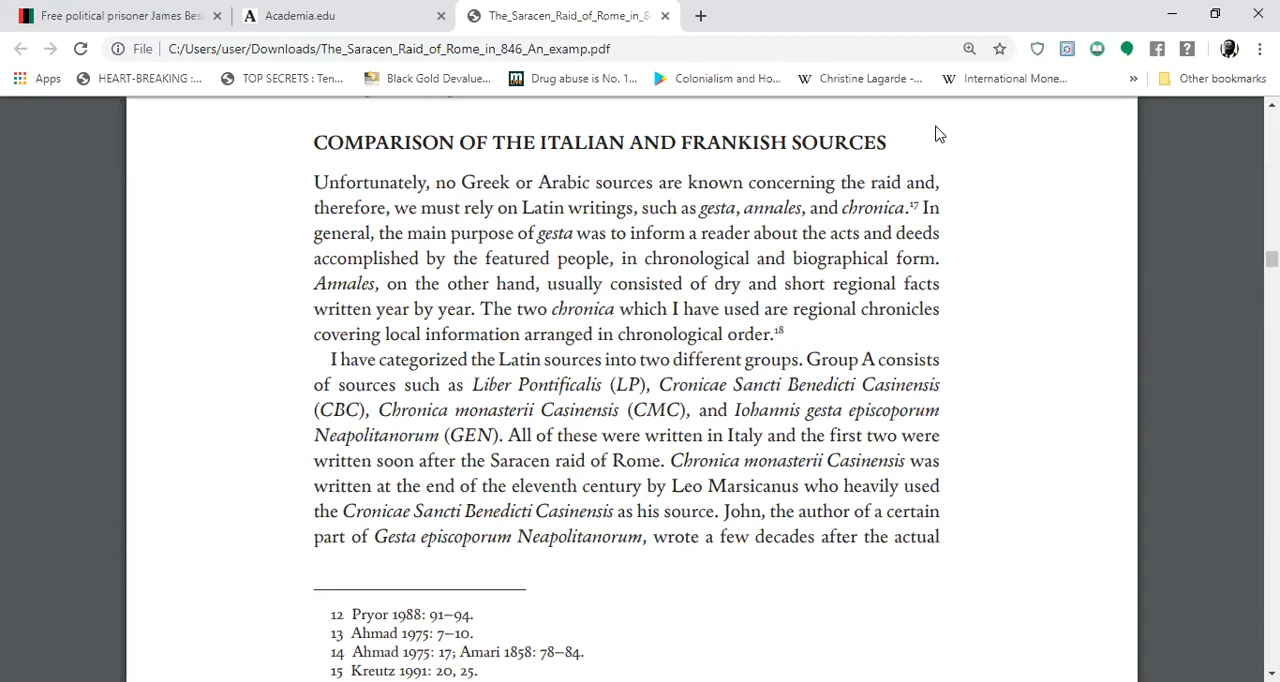 Free political prisoner James Bess
Academia.edu
The_Saracen_Raid_of_Rome_in_8
File
C:/Users/user/Downloads/The_Saracen_Raid_of_Rome_in_846_An_examp.pdf
Apps
HEART-BREAKING :...
TOP SECRETS : Ten...
Black Gold Devalue...
Drug abuse is No. 1...
Colonialism and Ho...
Christine Lagarde -...
International Mone...
»
Other bookmarks
COMPARISON OF THE ITALIAN AND FRANKISH SOURCES
Unfortunately, no Greek or Arabic sources are known concerning the raid and,
therefore, we must rely on Latin writings, such as gesta, annales, and chronica.17 In
general, the main purpose of gesta was to inform a reader about the acts and deeds
accomplished by the featured people, in chronological and biographical form.
Annales, on the other hand, usually consisted of dry and short regional facts
written year by year. The two chronica which I have used are regional chronicles
covering local information arranged in chronological order.18
I have categorized the Latin sources into two different groups. Group A consists
of sources such as Liber Pontificalis (LP), Cronicae Sancti Benedicti Casinensis
(CBC), Chronica monasterii Casinensis (CMC), and Iohannis gesta episcoporum
Neapolitanorum (GEN). All of these were written in Italy and the first two were
written soon after the Saracen raid of Rome. Chronica monasterii Casinensis was
written at the end of the eleventh century by Leo Marsicanus who heavily used
the Cronicae Sancti Benedicti Casinensis as his source. John, the author of a certain
part of Gesta episcoporum Neapolitanorum, wrote a few decades after the actual
12 Pryor 1988: 91–94.
13 Ahmad 1975: 7–10.
14 Ahmad 1975: 17; Amari 1858: 78–84.
15 Kreutz 1991: 20, 25.